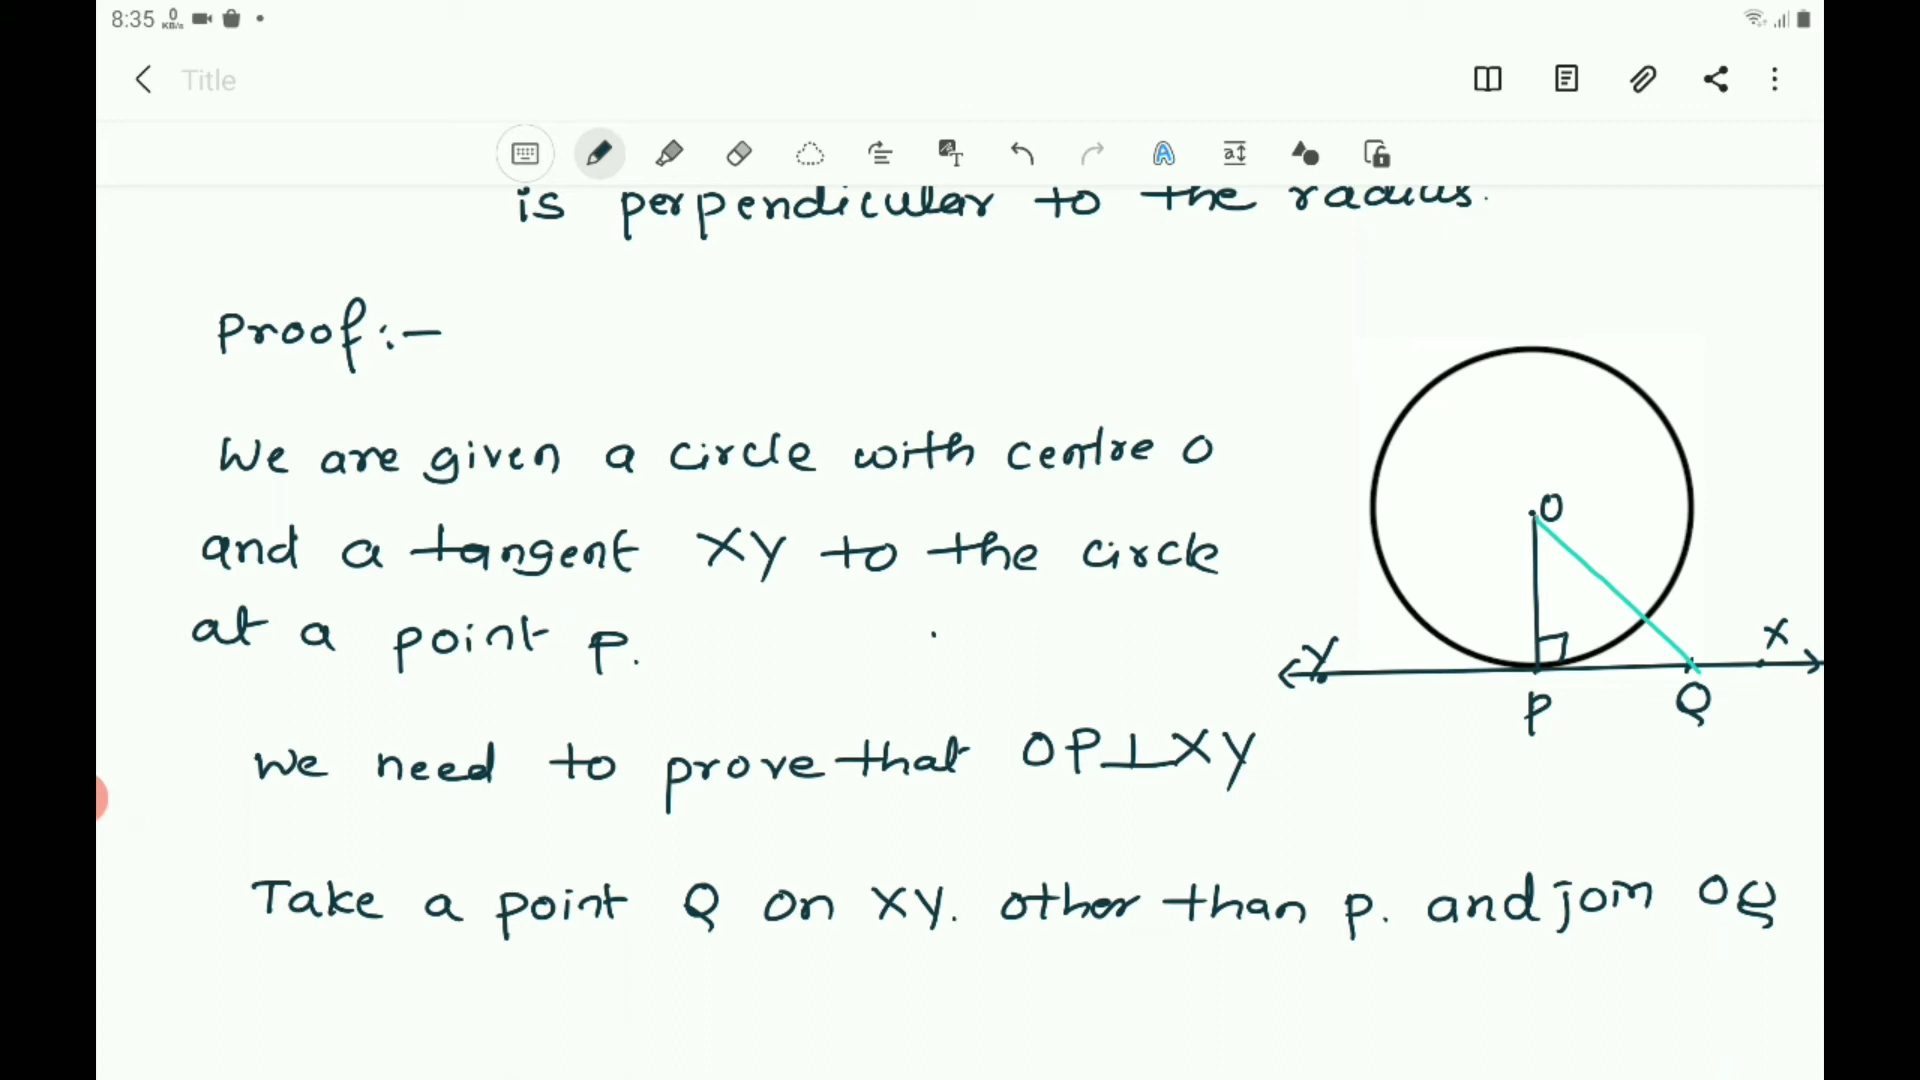 8:35 0 KB/s
Title
is perpendicular to the radius.
Proof:-
We are given a circle with centre O
and a tangent XY to the circle
at a point P.
O
Y
X
P
Q
We need to prove that OP⊥XY
Take a point Q on XY. other than P. and join OQ